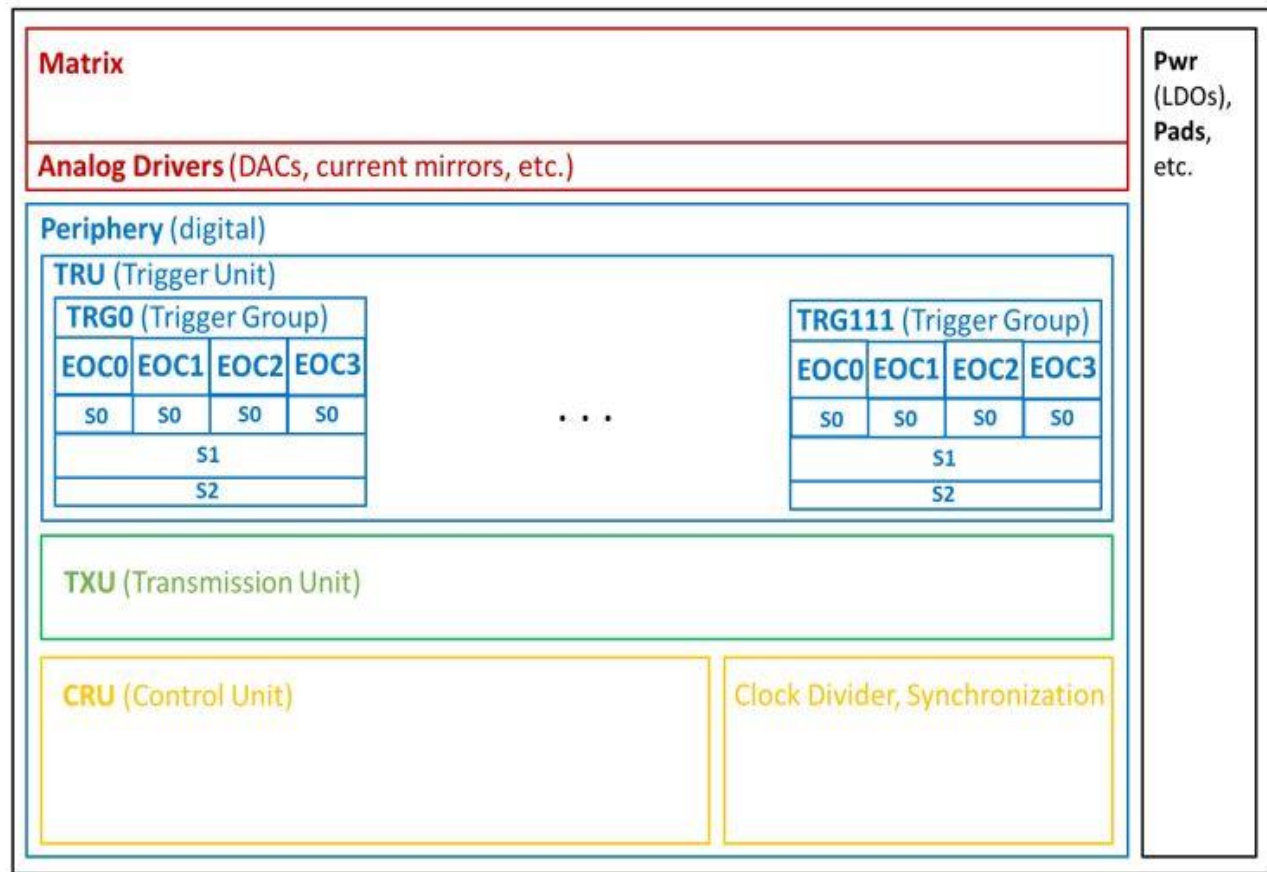 Matrix
Analog Drivers (DACs, current mirrors, etc.)
Pwr
(LDOs),
Pads,
etc.
Periphery (digital)
TRU (Trigger Unit)
TRG0 (Trigger Group)
EOC0 EOC1 EOC2 EOC3
S0 S0 S0 S0
S1
S2
. . .
TRG111 (Trigger Group)
EOC0 EOC1 EOC2 EOC3
S0 S0 S0 S0
S1
S2
TXU (Transmission Unit)
CRU (Control Unit)
Clock Divider, Synchronization